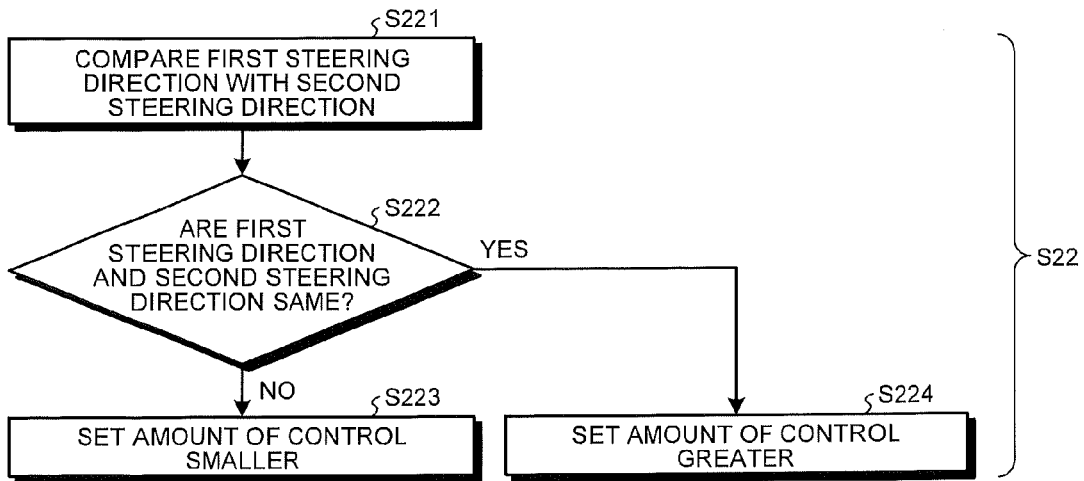 S221
COMPARE FIRST STEERING
DIRECTION WITH SECOND
STEERING DIRECTION
S222
ARE FIRST
STEERING DIRECTION
AND SECOND STEERING
DIRECTION SAME?
YES
S22
NO
S223
SET AMOUNT OF CONTROL
SMALLER
S224
SET AMOUNT OF CONTROL
GREATER